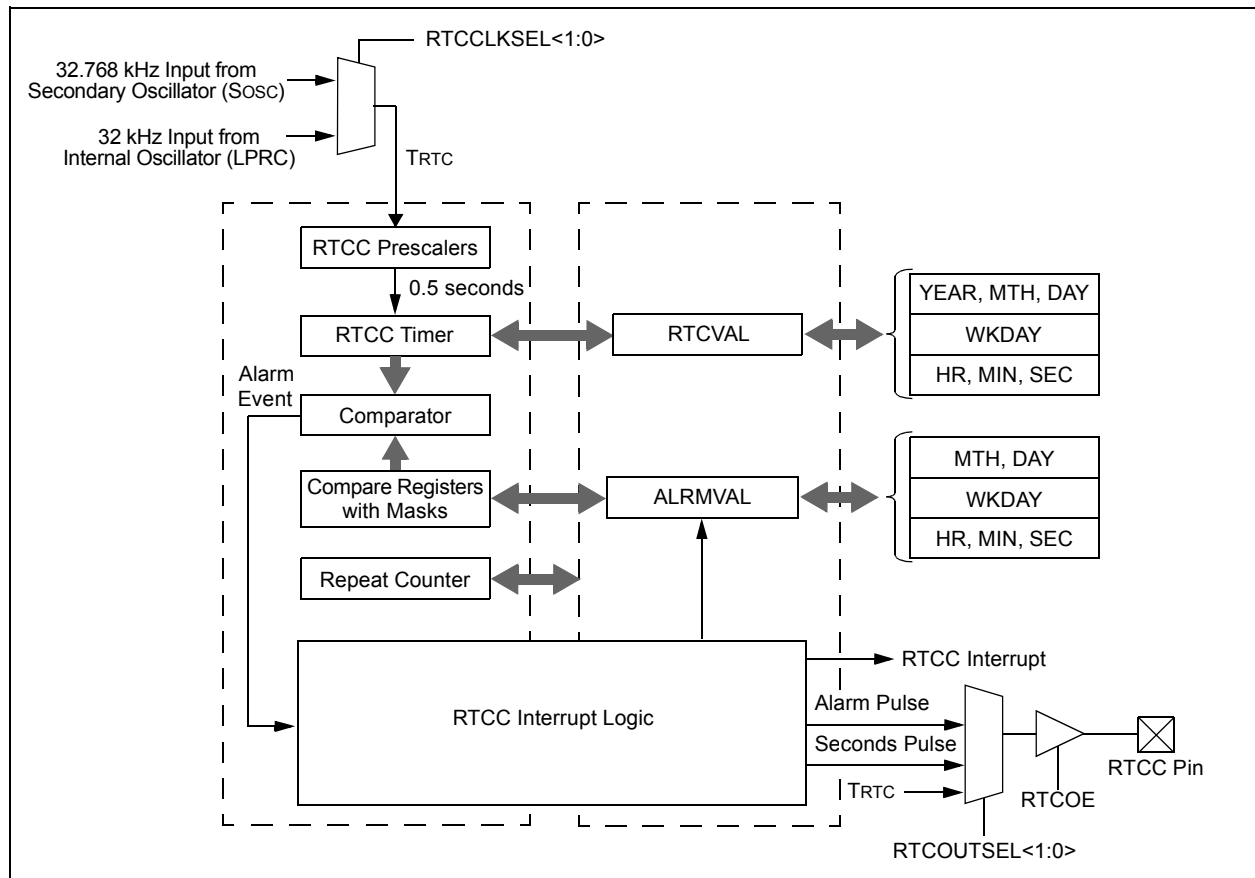 RTCCLKSEL<1:0>
32.768 kHz Input from
Secondary Oscillator (SOSC)
32 kHz Input from
Internal Oscillator (LPRC)
TRTC
RTCC Prescalers
0.5 seconds
RTCC Timer
RTCVAL
YEAR, MTH, DAY
WKDAY
HR, MIN, SEC
Alarm
Event
Comparator
Compare Registers
with Masks
ALRMVAL
MTH, DAY
WKDAY
HR, MIN, SEC
Repeat Counter
RTCC Interrupt Logic
RTCC Interrupt
Alarm Pulse
Seconds Pulse
TRTC
RTCC Pin
RTCOE
RTCOUTSEL<1:0>